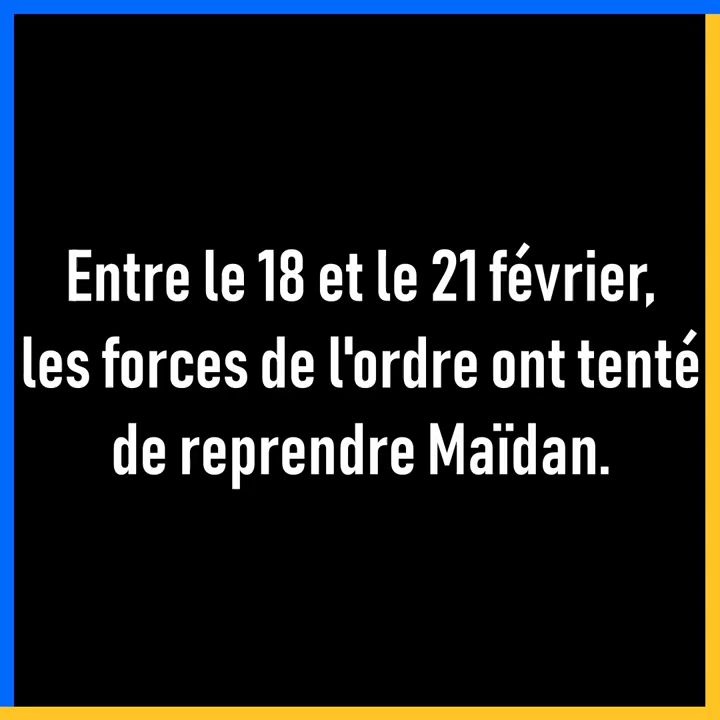 Entre le 18 et le 21 février,
les forces de l'ordre ont tenté
de reprendre Maïdan.